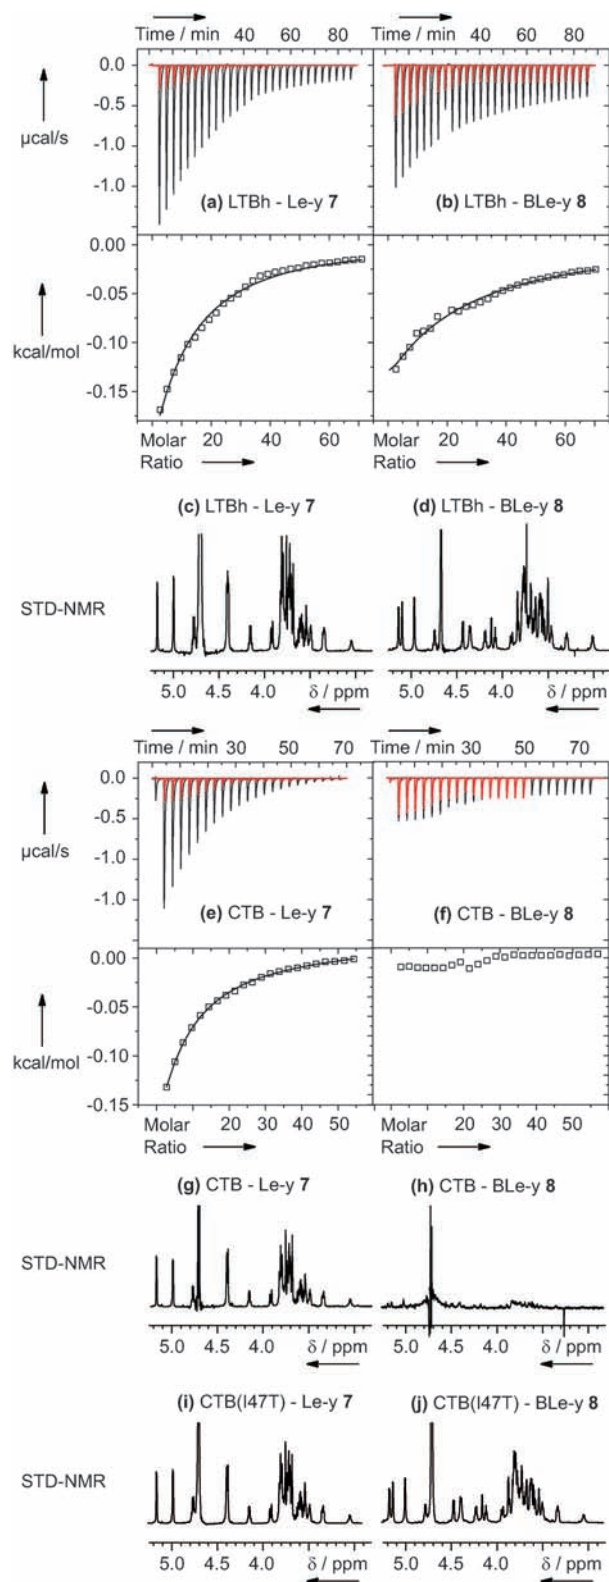 Time / min 40 60 80 Time / min 40 60 80
0.0
-0.5
µcal/s
-1.0
-1.0
(a) LTBh - Le-y 7 (b) LTBh - BLe-y 8
0.00
-0.05
kcal/mol
-0.10
-0.15
Molar 20 40 60 Molar 20 40 60
Ratio Ratio
(c) LTBh - Le-y 7 (d) LTBh - BLe-y 8
STD-NMR
5.0 4.5 4.0 δ / ppm 5.0 4.5 4.0 δ / ppm
Time / min 30 50 70 Time / min 30 50 70
0.0
-0.5
µcal/s
-1.0
-1.0
(e) CTB - Le-y 7 (f) CTB - BLe-y 8
0.00
-0.05
kcal/mol
-0.10
-0.15
Molar 20 30 40 50 Molar 20 30 40 50
Ratio Ratio
(g) CTB - Le-y 7 (h) CTB - BLe-y 8
STD-NMR
5.0 4.5 4.0 δ / ppm 5.0 4.5 4.0 δ / ppm
(i) CTB(I47T) - Le-y 7 (j) CTB(I47T) - BLe-y 8
STD-NMR
5.0 4.5 4.0 δ / ppm 5.0 4.5 4.0 δ / ppm